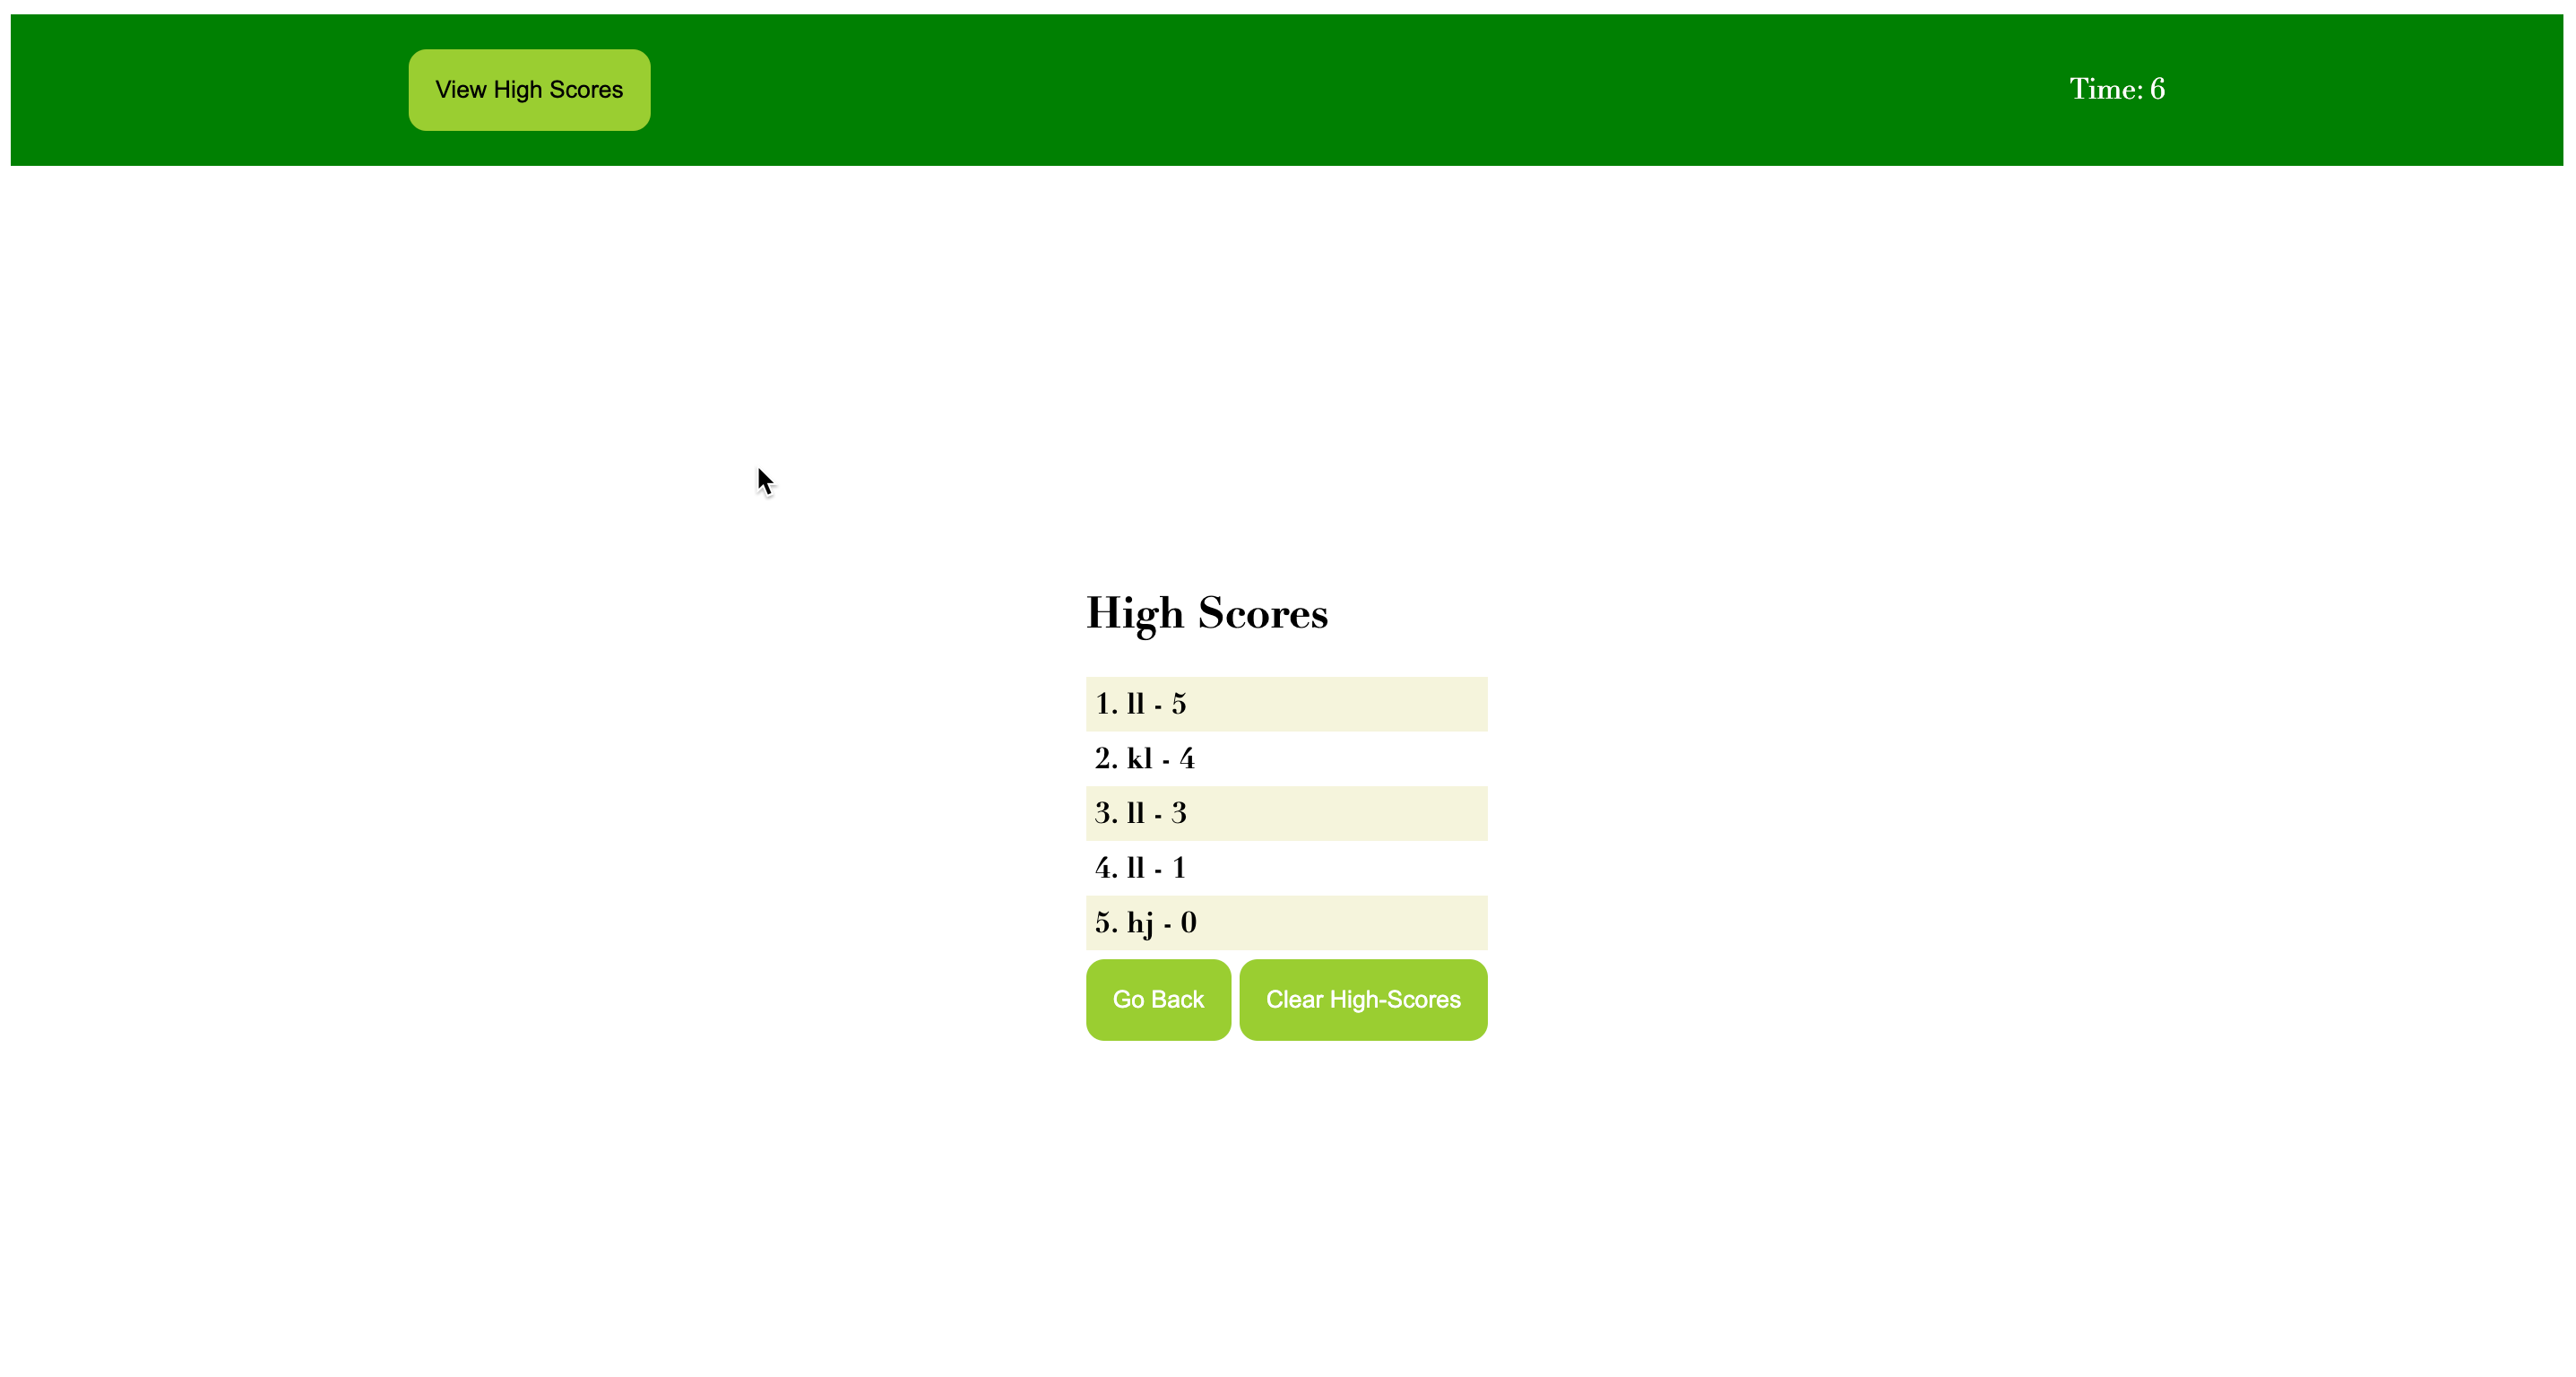 View High Scores
Time: 6
High Scores
1. ll - 5
2. kl - 4
3. ll - 3
4. ll - 1
5. hj - 0
Go Back
Clear High-Scores